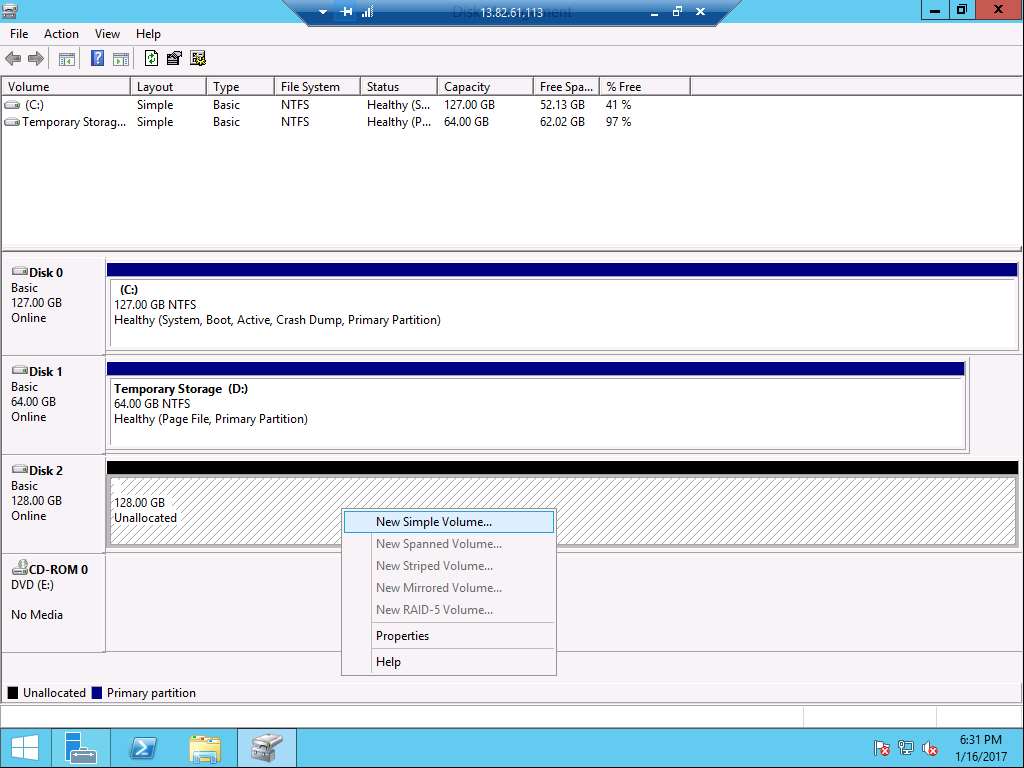 Disk Management
13.82.61.113
File Action View Help
Volume Layout Type File System Status Capacity Free Spa... % Free
(C:) Simple Basic NTFS Healthy (S... 127.00 GB 52.13 GB 41 %
Temporary Storag... Simple Basic NTFS Healthy (P... 64.00 GB 62.02 GB 97 %
Disk 0
Basic
127.00 GB
Online
(C:)
127.00 GB NTFS
Healthy (System, Boot, Active, Crash Dump, Primary Partition)
Disk 1
Basic
64.00 GB
Online
Temporary Storage (D:)
64.00 GB NTFS
Healthy (Page File, Primary Partition)
Disk 2
Basic
128.00 GB
Online
128.00 GB
Unallocated
New Simple Volume...
New Spanned Volume...
New Striped Volume...
New Mirrored Volume...
New RAID-5 Volume...
Properties
Help
CD-ROM 0
DVD (E:)
No Media
Unallocated Primary partition
6:31 PM
1/16/2017